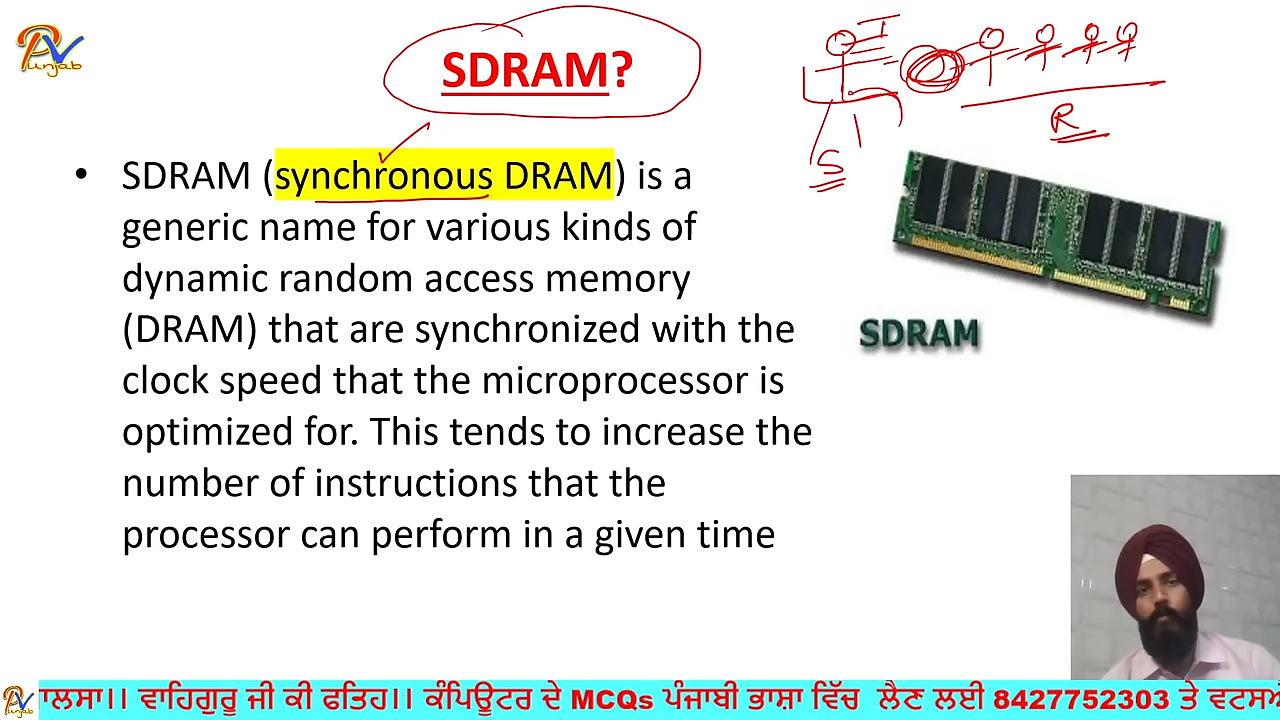 SDRAM?
I
R
S
• SDRAM (synchronous DRAM) is a
generic name for various kinds of
dynamic random access memory
(DRAM) that are synchronized with the
clock speed that the microprocessor is
optimized for. This tends to increase the
number of instructions that the
processor can perform in a given time
SDRAM
PV
unjab
ਾਲਸਾ।। ਵਾਹਿਗੁਰੂ ਜੀ ਕੀ ਫਤਿਹ।। ਕੰਪਿਊਟਰ ਦੇ MCQs ਪੰਜਾਬੀ ਭਾਸ਼ਾ ਵਿੱਚ ਲੈਣ ਲਈ 8427752303 ਤੇ